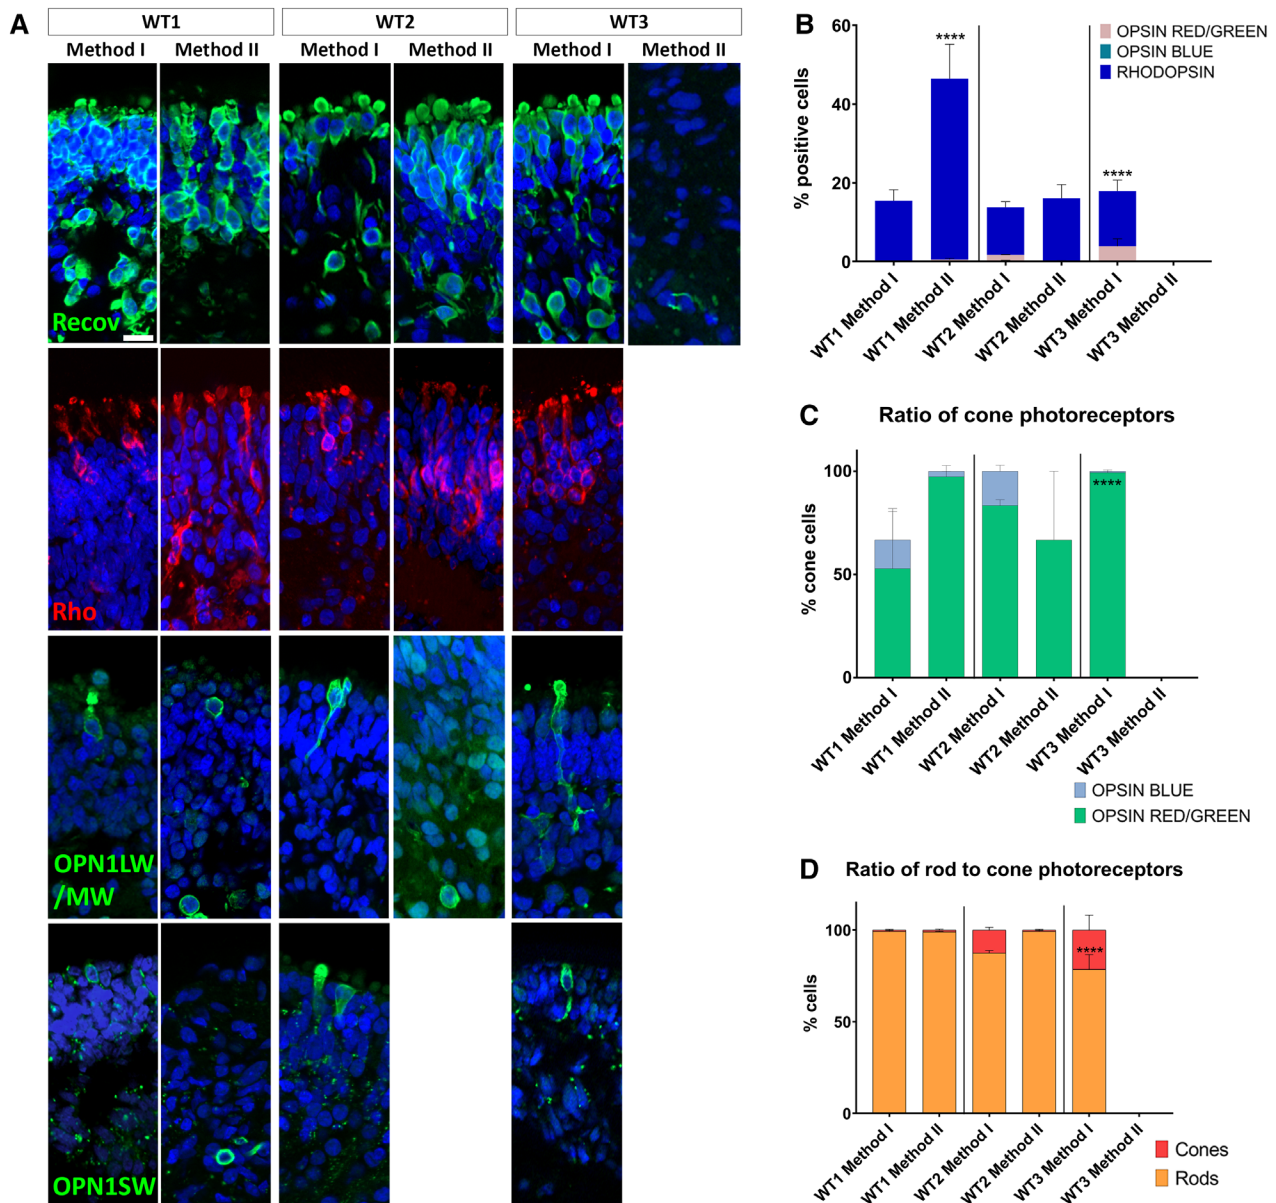 A
WT1
WT2
WT3
Method I
Method II
Method I
Method II
Method I
Method II
Recov
Rho
OPN1LW
/MW
OPN1SW
B
% positive cells
60
40
20
0
****
****
OPSIN RED/GREEN
OPSIN BLUE
RHODOPSIN
WT1 Method I
WT1 Method II
WT2 Method I
WT2 Method II
WT3 Method I
WT3 Method II
C
Ratio of cone photoreceptors
% cone cells
100
50
0
****
WT1 Method I
WT1 Method II
WT2 Method I
WT2 Method II
WT3 Method I
WT3 Method II
OPSIN BLUE
OPSIN RED/GREEN
D
Ratio of rod to cone photoreceptors
% cells
100
50
0
****
WT1 Method I
WT1 Method II
WT2 Method I
WT2 Method II
WT3 Method I
WT3 Method II
Cones
Rods